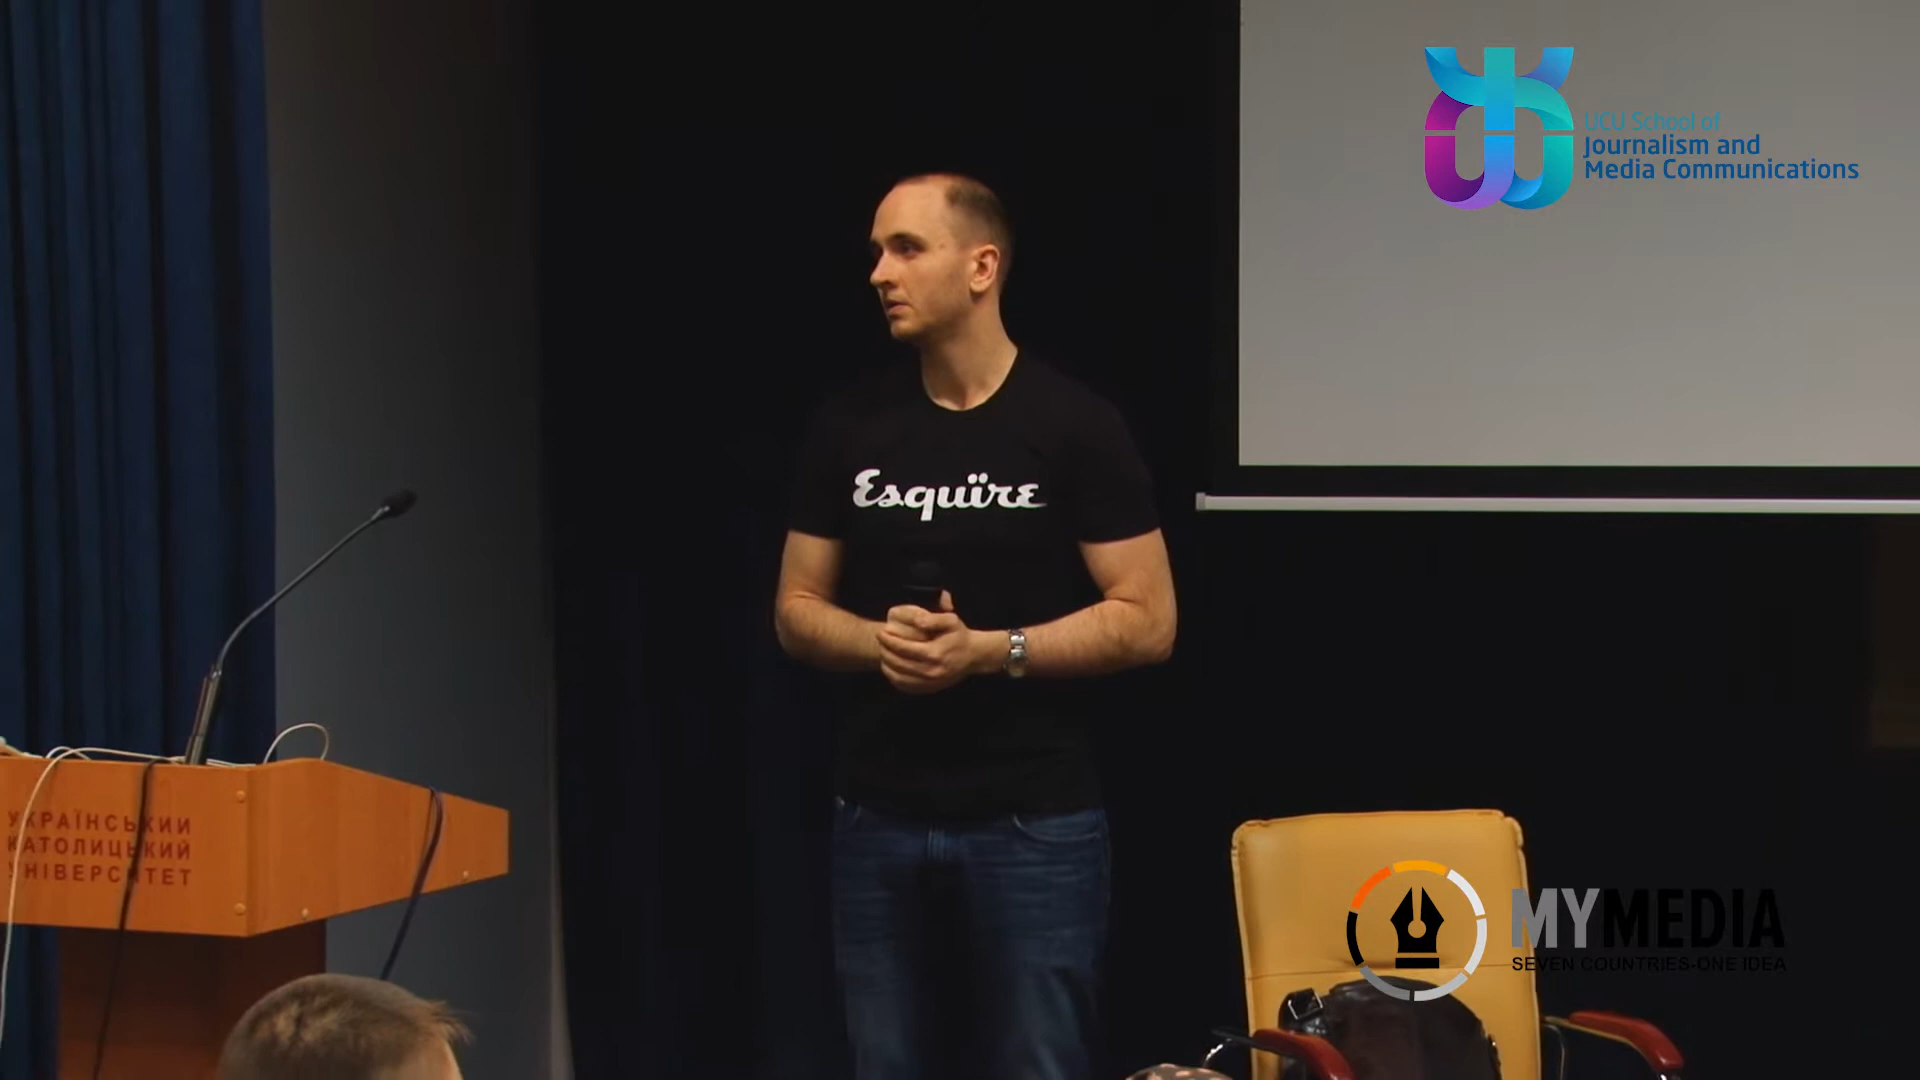 UCU School of
Journalism and
Media Communications
Esquire
УКРАЇНСЬКИЙ
КАТОЛИЦЬКИЙ
УНІВЕРСИТЕТ
MYMEDIA
SEVEN COUNTRIES-ONE IDEA